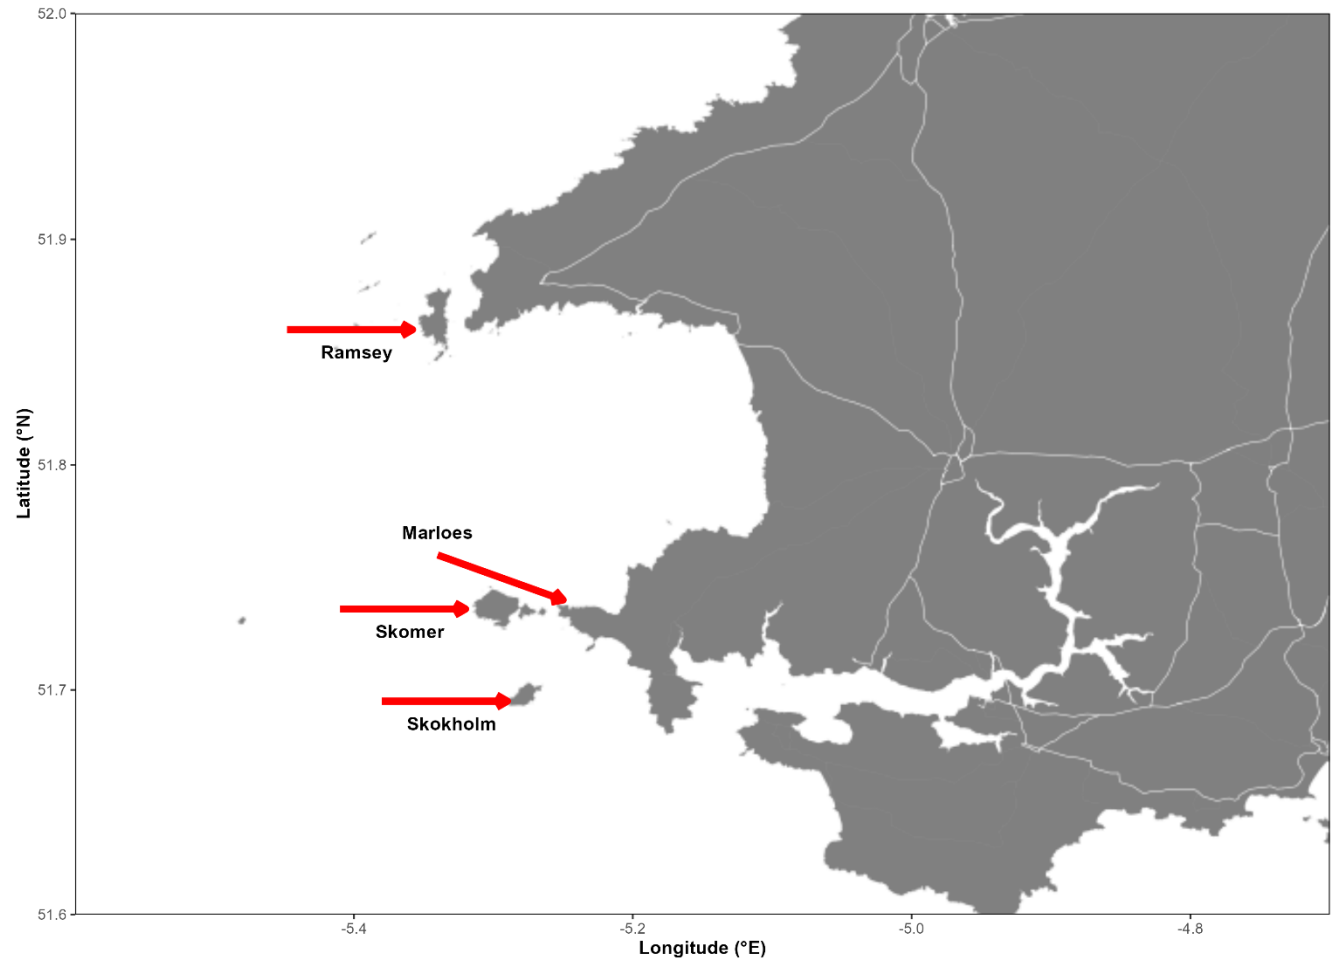 52.0
51.9
51.8
51.7
51.6
Latitude (°N)
Ramsey
Marloes
Skomer
Skokholm
-5.4
-5.2
-5.0
-4.8
Longitude (°E)